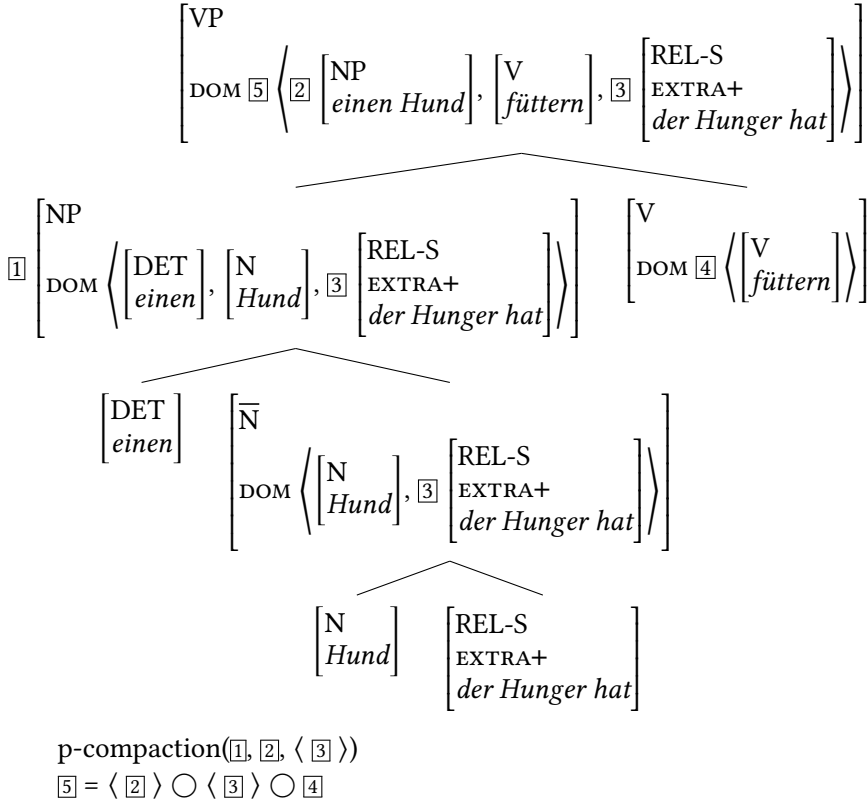 VP
DOM 5 ⟨ 2 [NP einen Hund], [V füttern], 3 [REL-S EXTRA+ der Hunger hat] ⟩
1 NP
DOM ⟨ [DET einen], [N Hund], 3 [REL-S EXTRA+ der Hunger hat] ⟩
V
DOM 4 ⟨ [V füttern] ⟩
DET
einen
N̅
DOM ⟨ [N Hund], 3 [REL-S EXTRA+ der Hunger hat] ⟩
N
Hund
REL-S
EXTRA+
der Hunger hat
p-compaction(1, 2, ⟨ 3 ⟩)
5 = ⟨ 2 ⟩ ◯ ⟨ 3 ⟩ ◯ 4